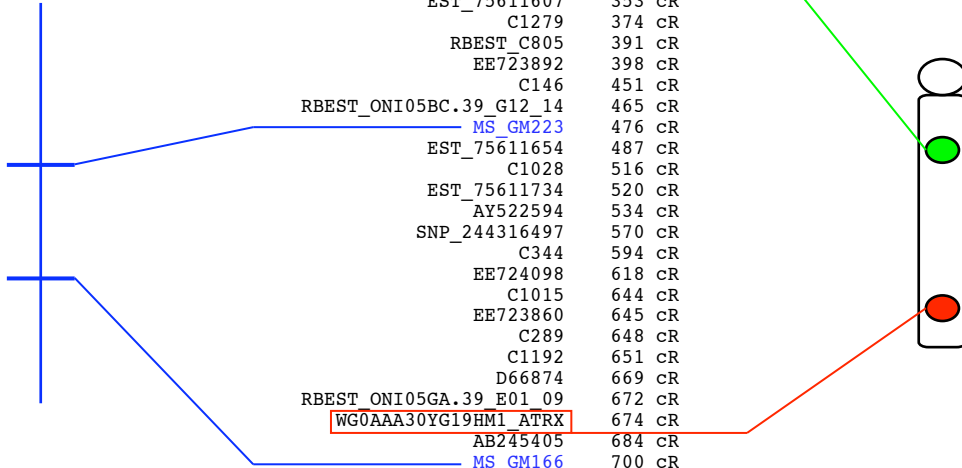 EST_75611607 353 cR
C1279 374 cR
RBEST_C805 391 cR
EE723892 398 cR
C146 451 cR
RBEST_ONI05BC.39_G12_14 465 cR
MS_GM223 476 cR
EST_75611654 487 cR
C1028 516 cR
EST_75611734 520 cR
AY522594 534 cR
SNP_244316497 570 cR
C344 594 cR
EE724098 618 cR
C1015 644 cR
EE723860 645 cR
C289 648 cR
C1192 651 cR
D66874 669 cR
RBEST_ONI05GA.39_E01_09 672 cR
WG0AAA30YG19HM1_ATRX 674 cR
AB245405 684 cR
MS_GM166 700 cR